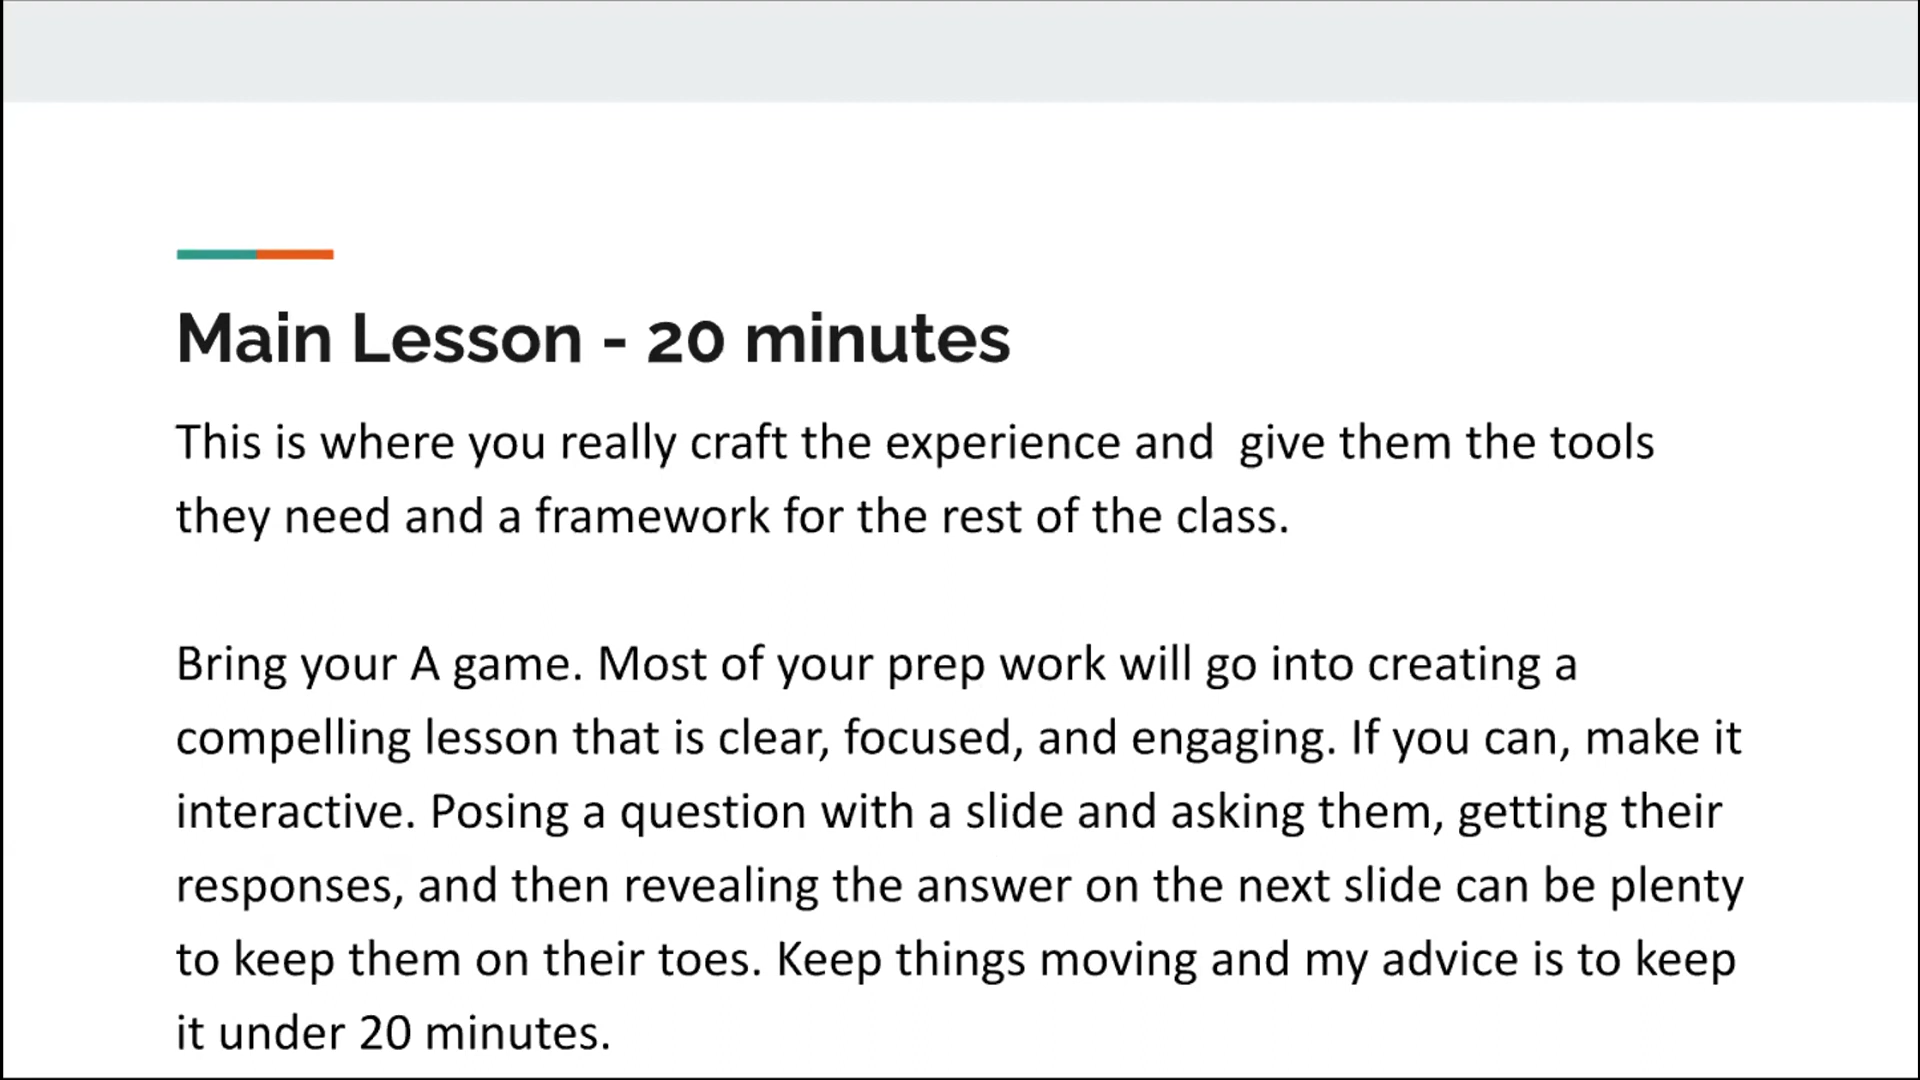 Main Lesson - 20 minutes
This is where you really craft the experience and  give them the tools
they need and a framework for the rest of the class.
Bring your A game. Most of your prep work will go into creating a
compelling lesson that is clear, focused, and engaging. If you can, make it
interactive. Posing a question with a slide and asking them, getting their
responses, and then revealing the answer on the next slide can be plenty
to keep them on their toes. Keep things moving and my advice is to keep
it under 20 minutes.